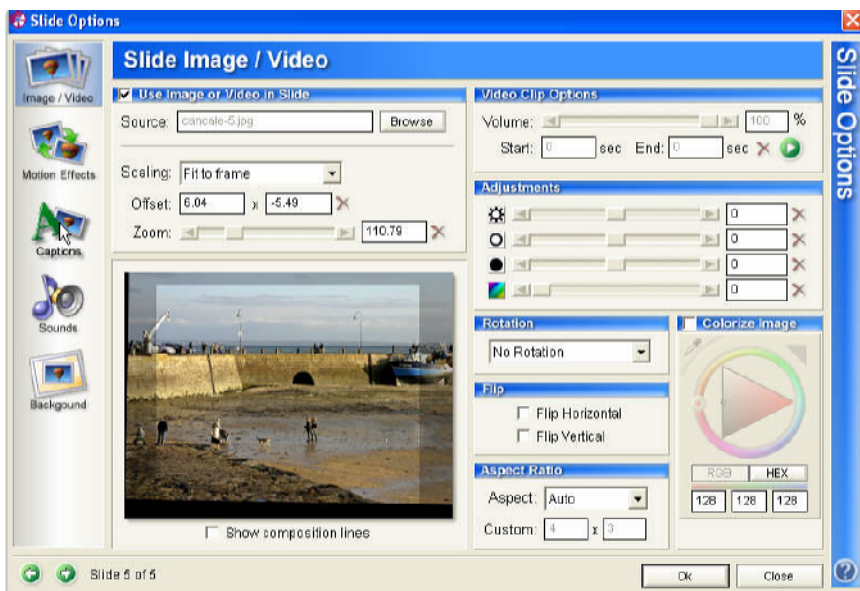 Slide Options
Slide Image / Video
Slide Options
Image / Video
Motion Effects
Captions
Sounds
Backgound
Use Image or Video in Slide
Source: cancale-5.jpg Browse
Scaling: Fit to frame
Offset: 6.04 x -5.49
Zoom: 110.79
Show composition lines
Video Clip Options
Volume: 100 %
Start: 0 sec End: 0 sec
Adjustments
0
0
0
0
Rotation
No Rotation
Flip
Flip Horizontal
Flip Vertical
Aspect Ratio
Aspect: Auto
Custom: 4 x 3
Colorize Image
RGB HEX
128 128 128
Slide 5 of 5
Ok Close